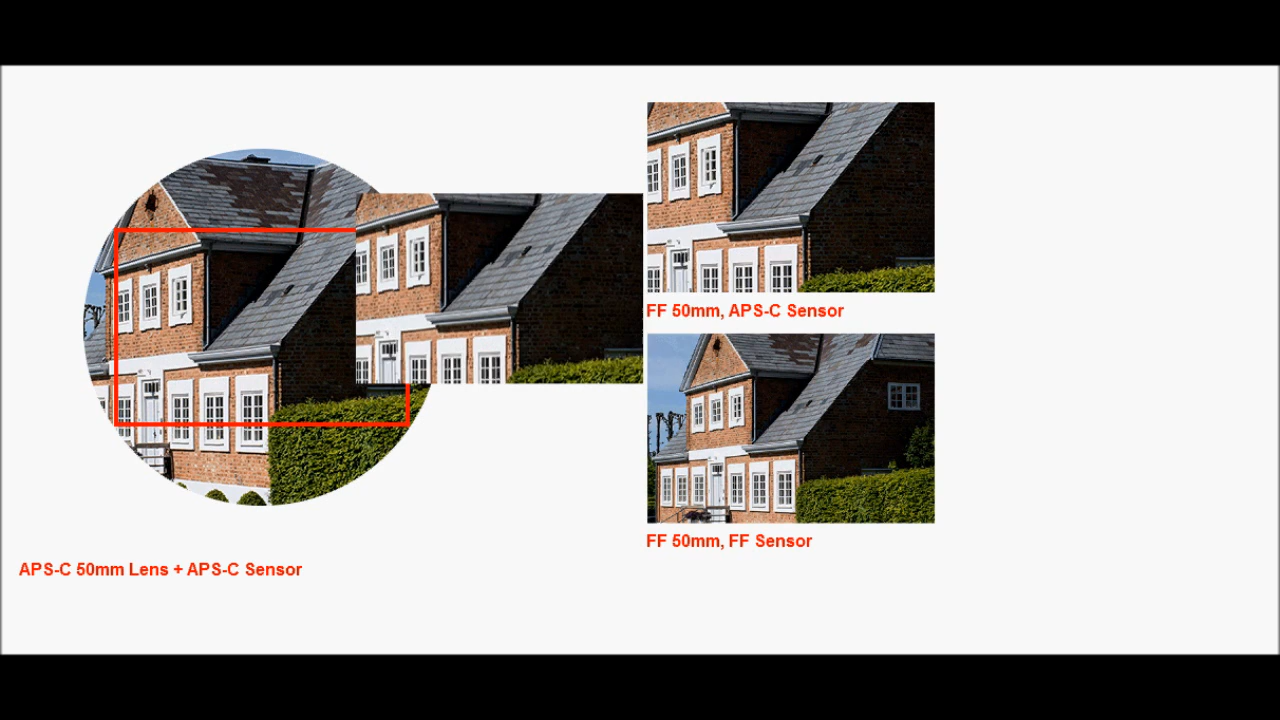 FF 50mm, APS-C Sensor
FF 50mm, FF Sensor
APS-C 50mm Lens + APS-C Sensor